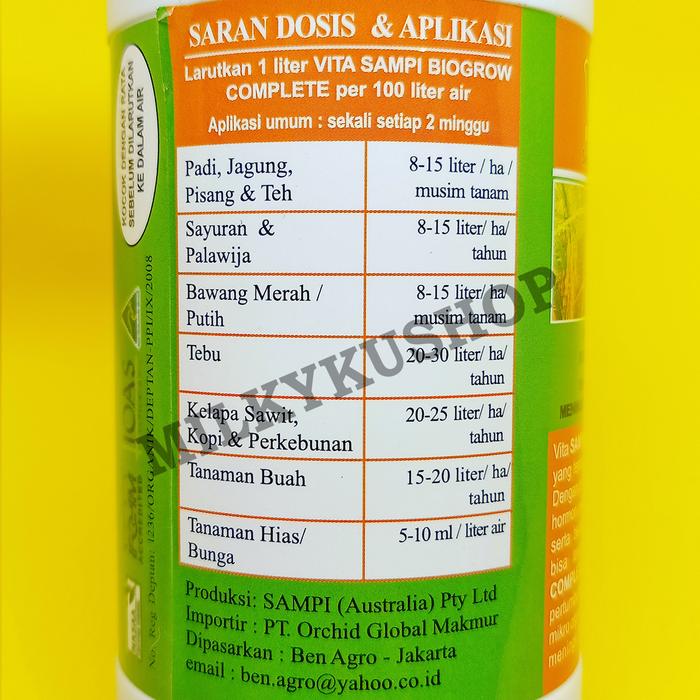 SARAN DOSIS & APLIKASI
Larutkan 1 liter VITA SAMPI BIOGROW
COMPLETE per 100 liter air
Aplikasi umum : sekali setiap 2 minggu
Padi, Jagung,
Pisang & Teh
8-15 liter / ha /
musim tanam
Sayuran &
Palawija
8-15 liter/ ha/
tahun
Bawang Merah /
Putih
8-15 liter/ ha/
musim tanam
Tebu
20-30 liter/ ha/
tahun
Kelapa Sawit,
Kopi & Perkebunan
20-25 liter/ ha/
tahun
Tanaman Buah
15-20 liter/ ha/
tahun
Tanaman Hias/
Bunga
5-10 ml / liter air
Produksi: SAMPI (Australia) Pty Ltd
Importir : PT. Orchid Global Makmur
Dipasarkan : Ben Agro - Jakarta
email : ben.agro@yahoo.co.id
KOCOK DENGAN RATA
SEBELUM DILARUTKAN
KE DALAM AIR
No. Reg. Deptan: 1236/ORGANIK/DEPTAN-PPI/IX/2008
MILKYKUSHOP
Vita
yang
serta
bisa